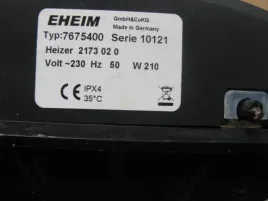 EHEIM GmbH&CoKG
Made in Germany
Typ:7675400 Serie 10121
Heizer 2173 02 0
Volt ~230 Hz 50 W 210
CE IPX4
35°C